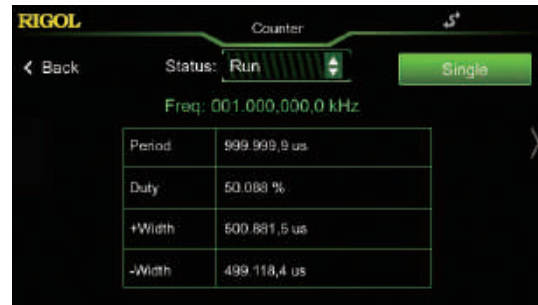 RIGOL Counter
< Back Status: Run Single
Freq: 001.000,000,0 kHz
Period 999.999,9 us
Duty 50.088 %
+Width 500.881,5 us
-Width 499.118,4 us